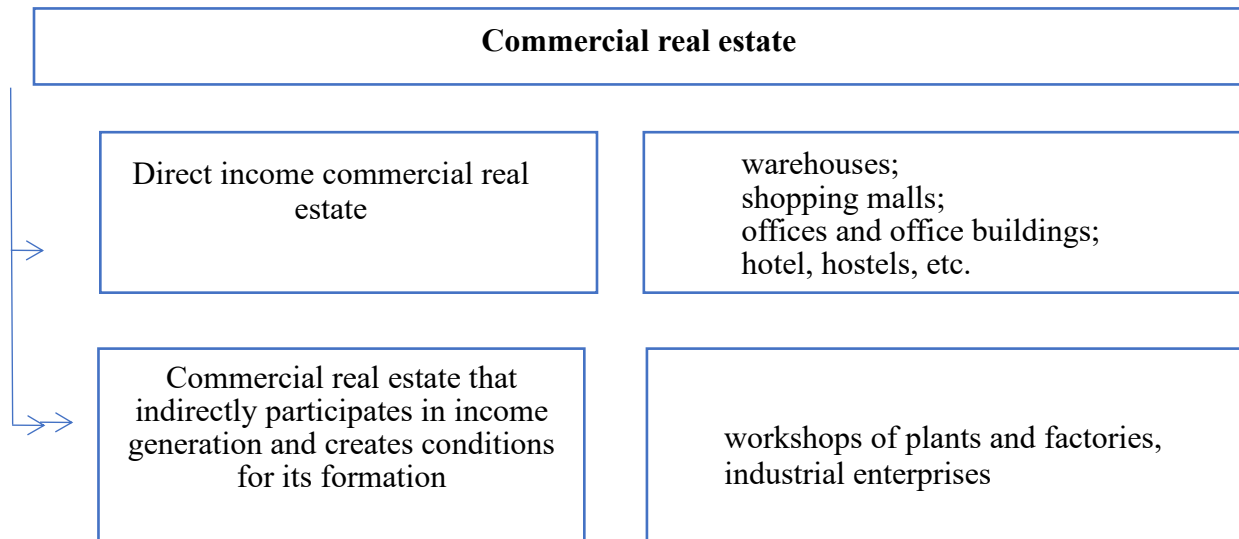 Commercial real estate
Direct income commercial real
estate
warehouses;
shopping malls;
offices and office buildings;
hotel, hostels, etc.
Commercial real estate that
indirectly participates in income
generation and creates conditions
for its formation
workshops of plants and factories,
industrial enterprises